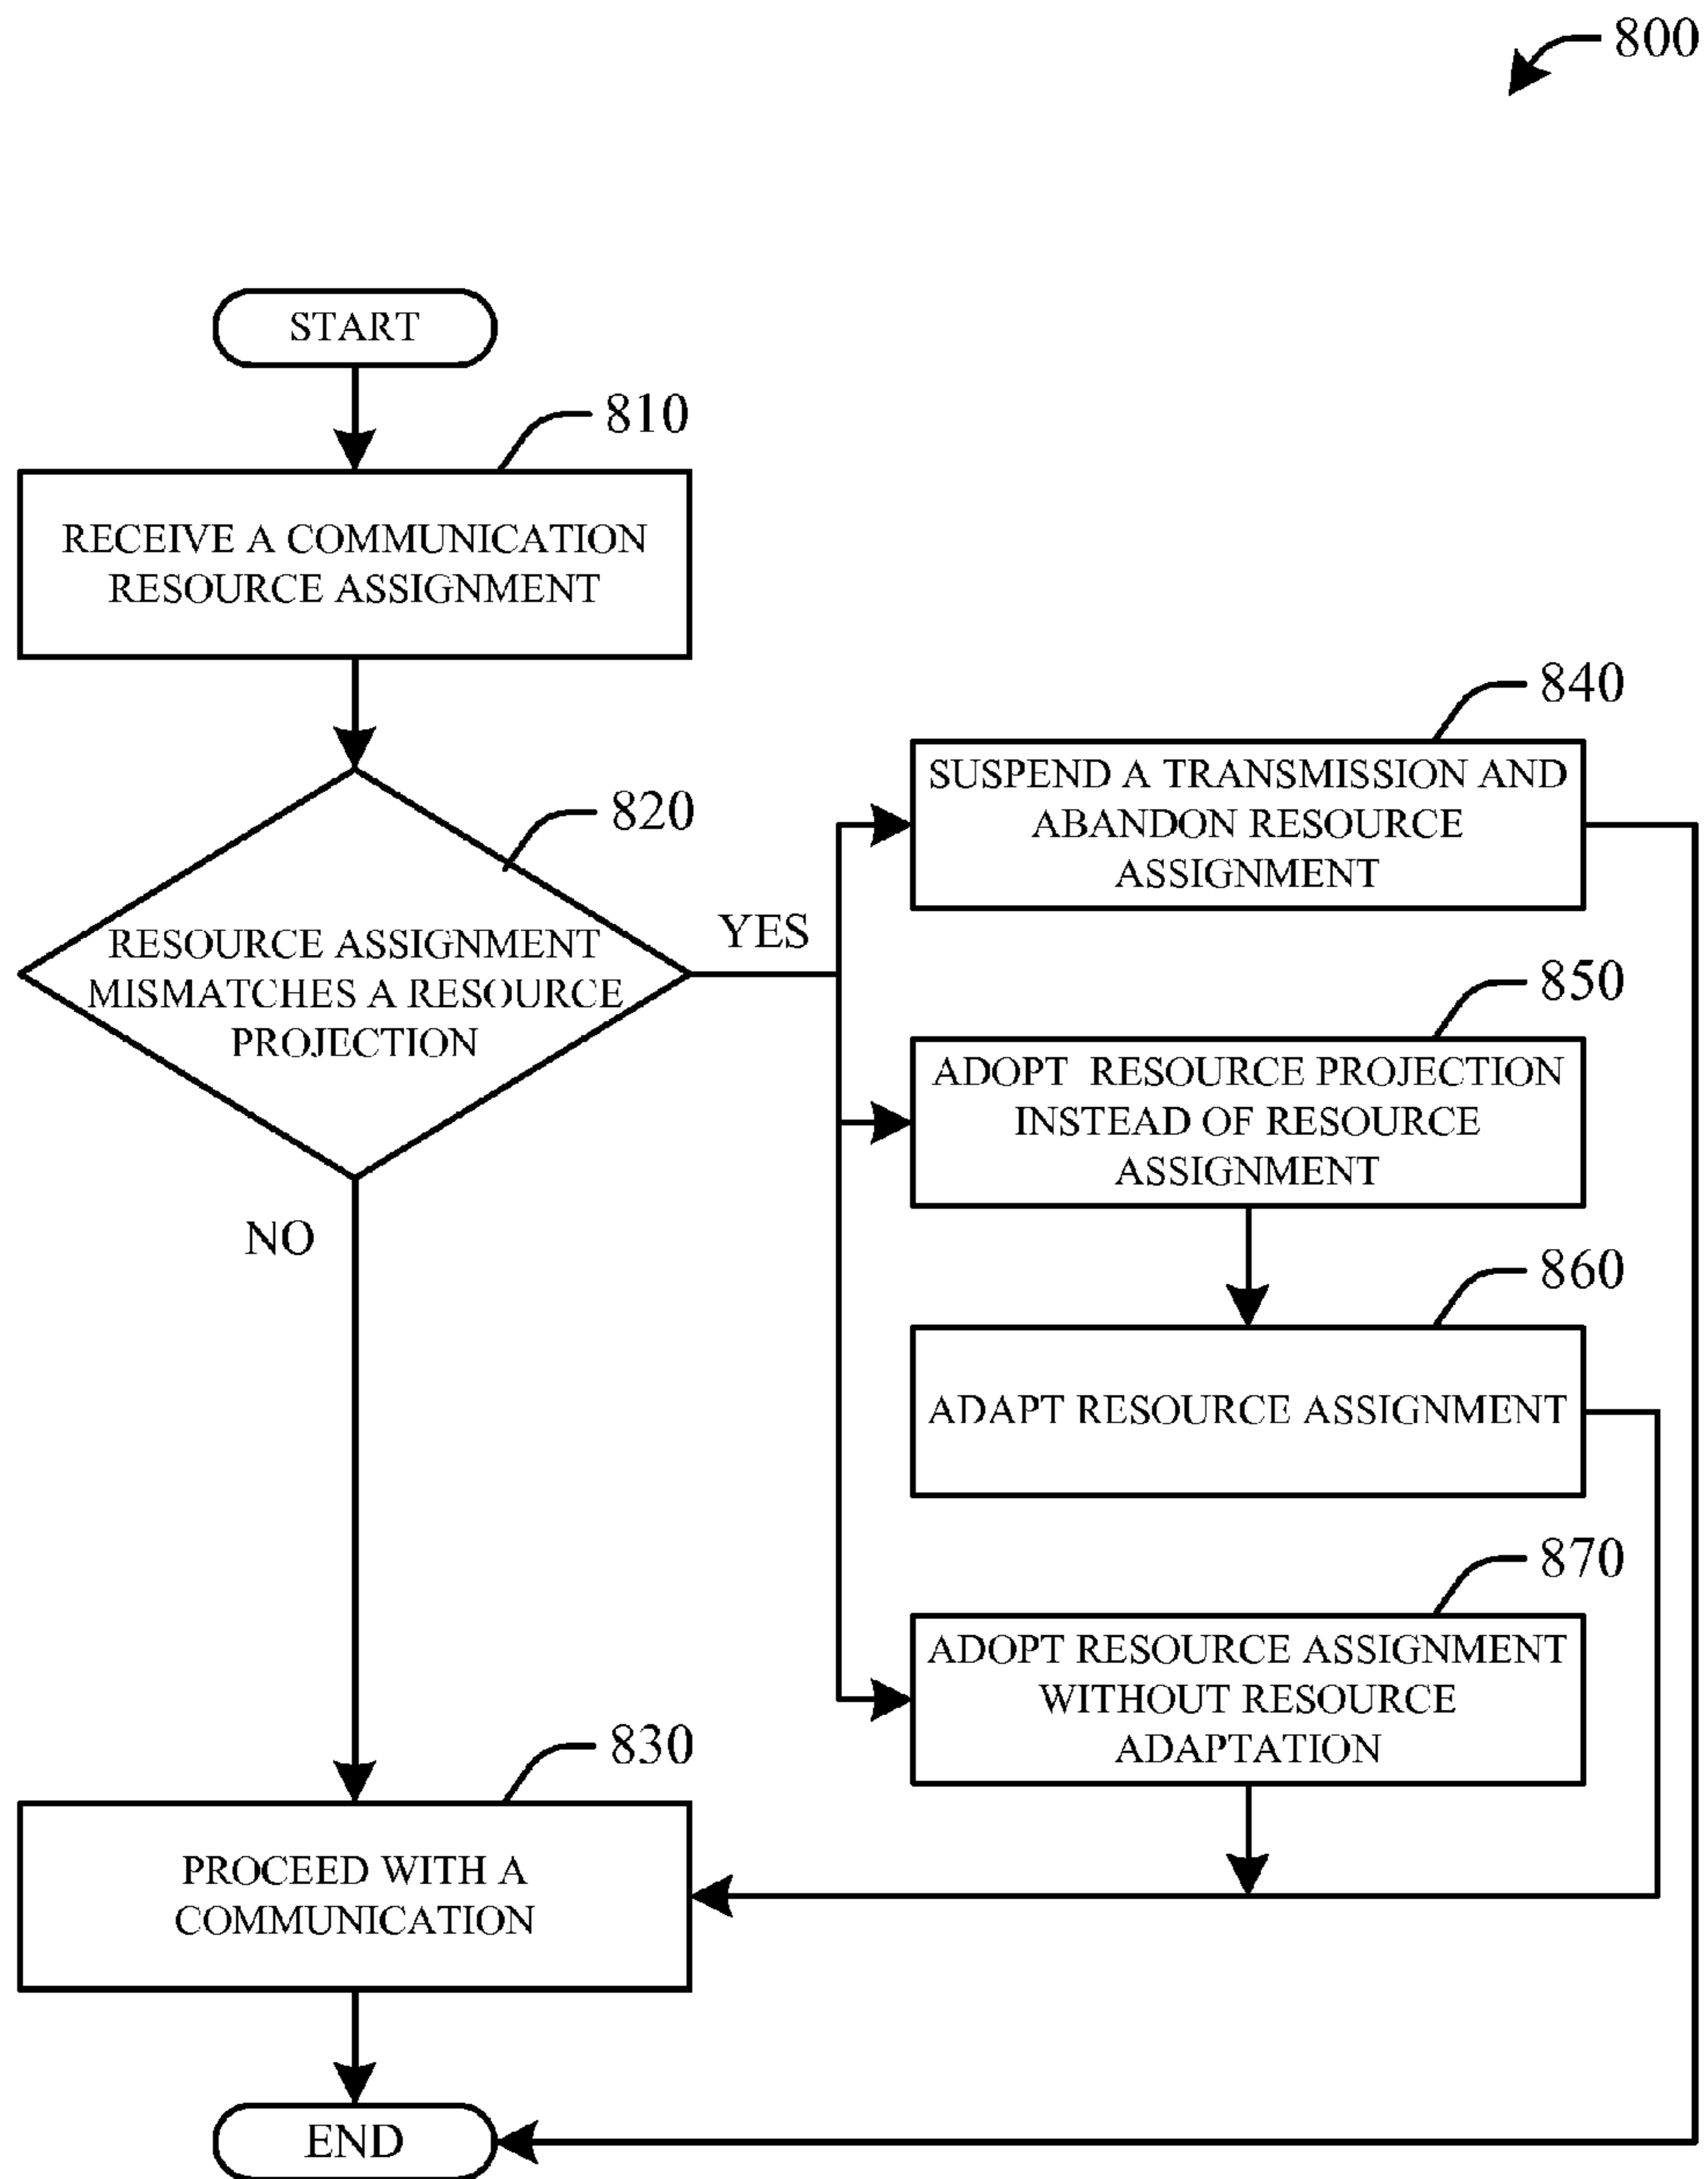 800
START
810
RECEIVE A COMMUNICATION
RESOURCE ASSIGNMENT
820
RESOURCE ASSIGNMENT
MISMATCHES A RESOURCE
PROJECTION
YES
NO
840
SUSPEND A TRANSMISSION AND
ABANDON RESOURCE
ASSIGNMENT
850
ADOPT RESOURCE PROJECTION
INSTEAD OF RESOURCE
ASSIGNMENT
860
ADAPT RESOURCE ASSIGNMENT
870
ADOPT RESOURCE ASSIGNMENT
WITHOUT RESOURCE
ADAPTATION
830
PROCEED WITH A
COMMUNICATION
END